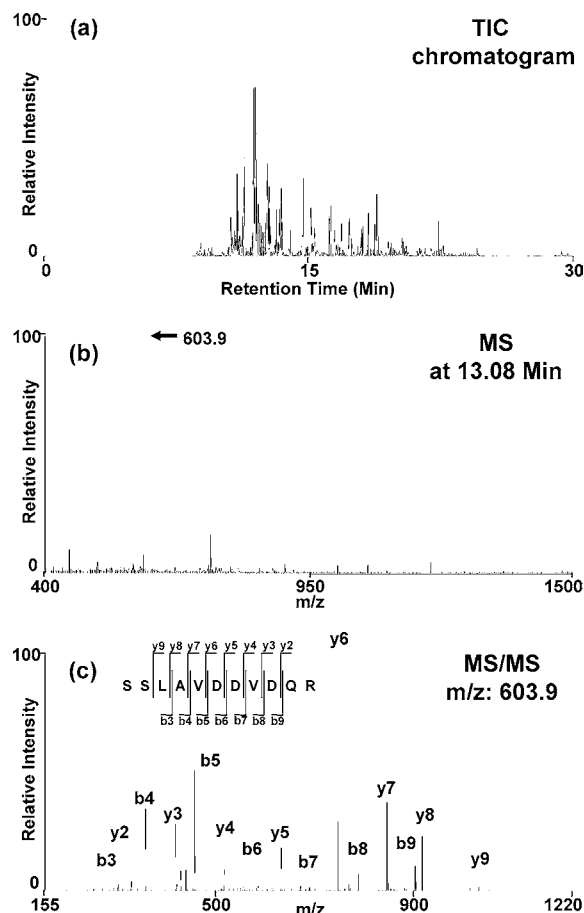 100
(a)
TIC
chromatogram
Relative Intensity
0
0
15
30
Retention Time (Min)
100
(b)
603.9
MS
at 13.08 Min
Relative Intensity
0
400
950
1500
m/z
100
(c)
y9 y8 y7 y6 y5 y4 y3 y2
S S L A V D D V D Q R
b3 b4 b5 b6 b7 b8 b9
y6
MS/MS
m/z: 603.9
Relative Intensity
b5
b4
y2
y3
b3
y4
b6
y5
b7
y7
b8
y8
b9
y9
0
155
500
900
1220
m/z